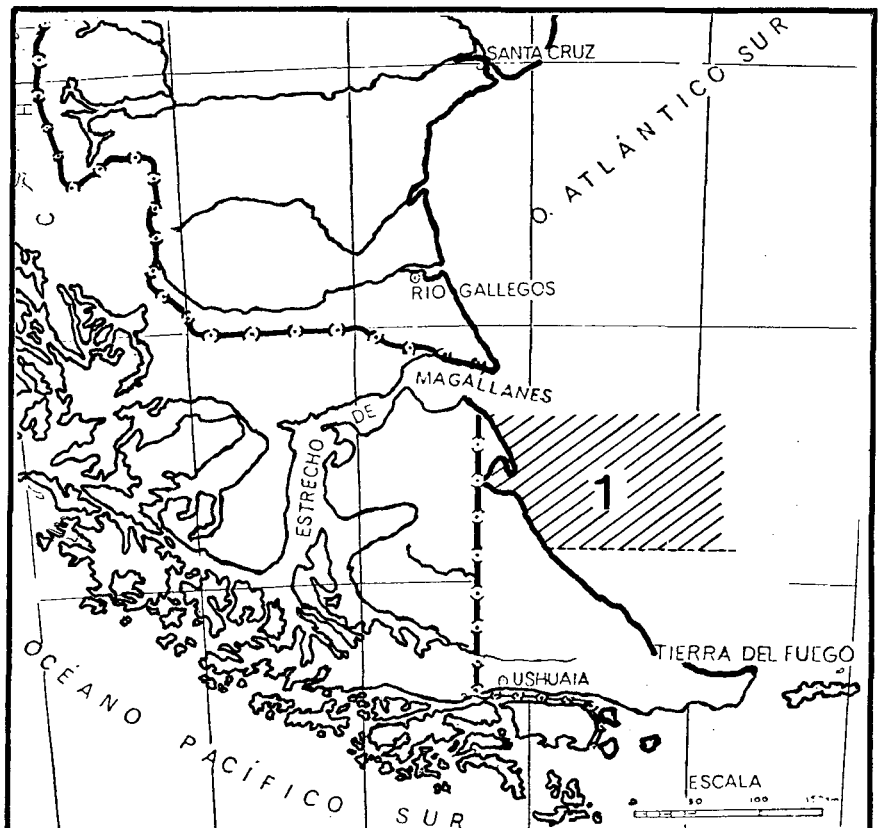 SANTA CRUZ
O. ATLÁNTICO SUR
RIO GALLEGOS
MAGALLANES
DE
ESTRECHO
1
TIERRA DEL FUEGO
USHUAIA
OCÉANO PACÍFICO SUR
ESCALA
50 100